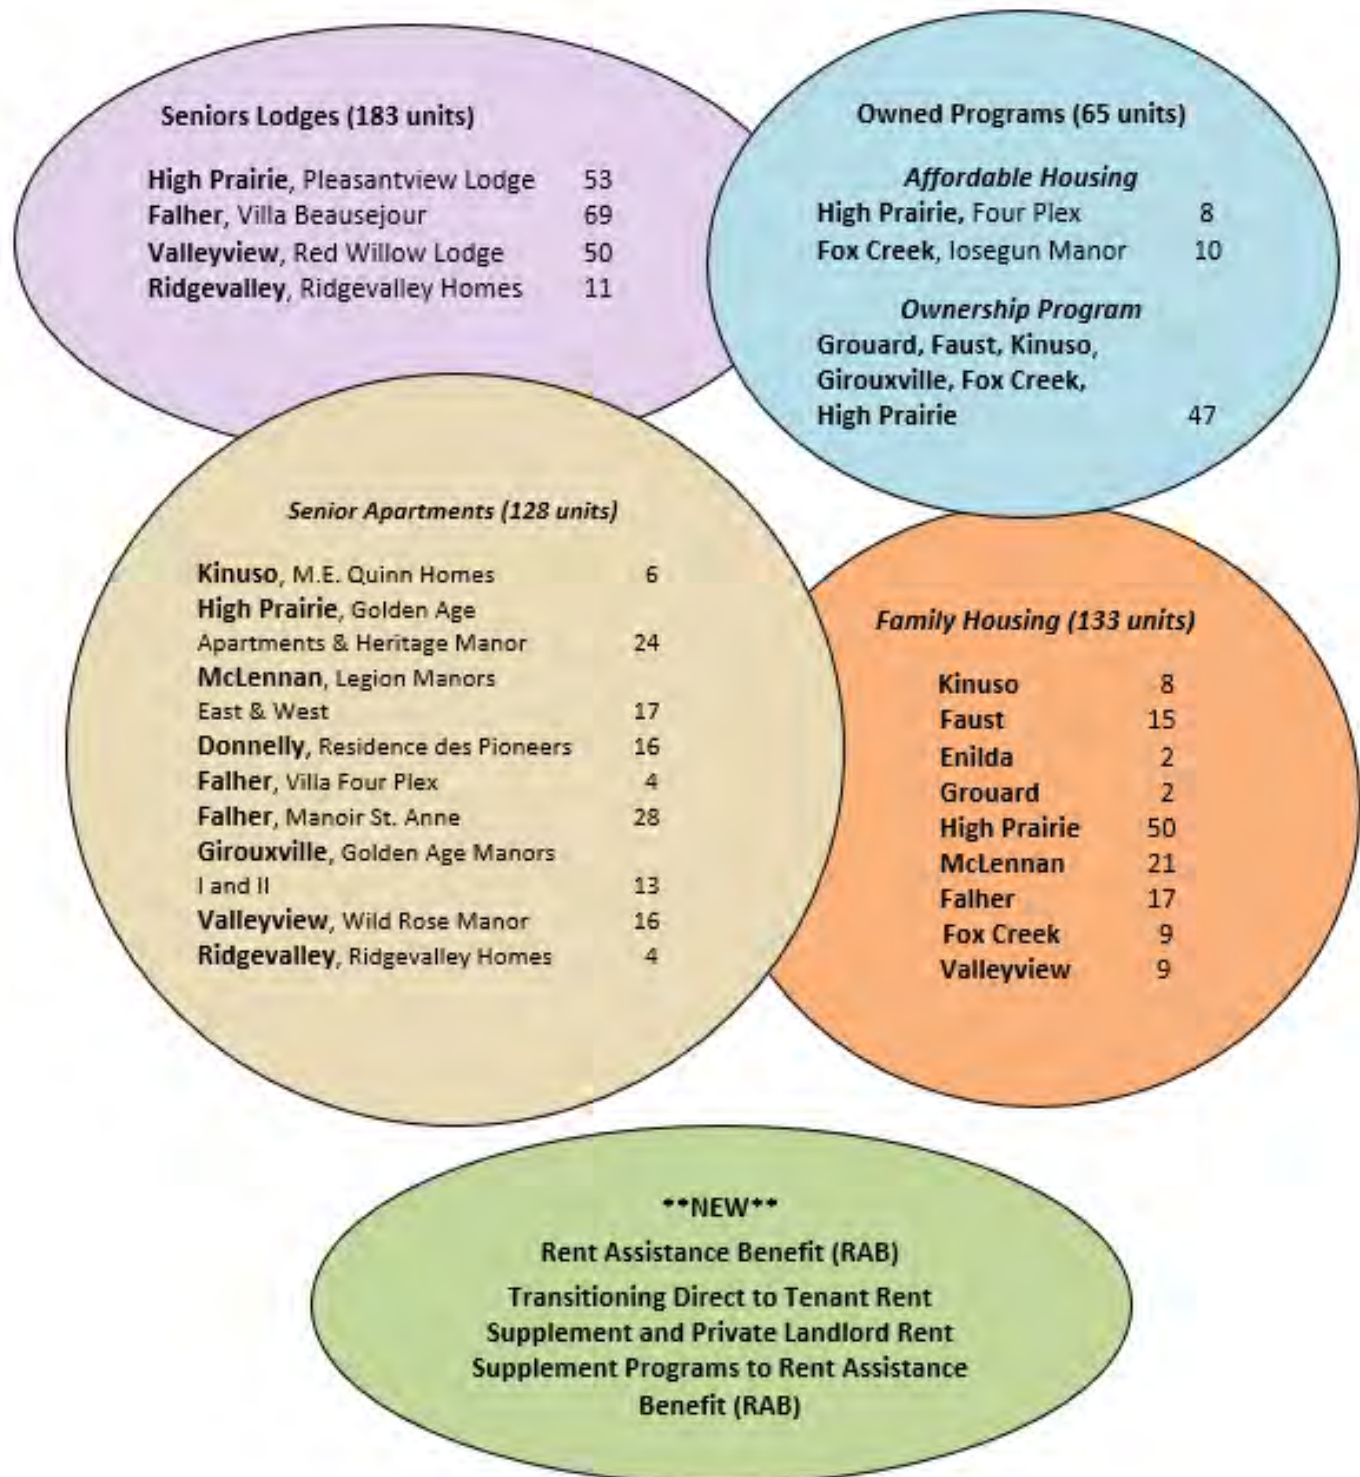 Seniors Lodges (183 units)
High Prairie, Pleasantview Lodge 53
Falher, Villa Beausejour 69
Valleyview, Red Willow Lodge 50
Ridgevalley, Ridgevalley Homes 11
Owned Programs (65 units)
Affordable Housing
High Prairie, Four Plex 8
Fox Creek, Iosegun Manor 10
Ownership Program
Grouard, Faust, Kinuso,
Girouxville, Fox Creek,
High Prairie 47
Senior Apartments (128 units)
Kinuso, M.E. Quinn Homes 6
High Prairie, Golden Age
Apartments & Heritage Manor 24
McLennan, Legion Manors
East & West 17
Donnelly, Residence des Pioneers 16
Falher, Villa Four Plex 4
Falher, Manoir St. Anne 28
Girouxville, Golden Age Manors
I and II 13
Valleyview, Wild Rose Manor 16
Ridgevalley, Ridgevalley Homes 4
Family Housing (133 units)
Kinuso 8
Faust 15
Enilda 2
Grouard 2
High Prairie 50
McLennan 21
Falher 17
Fox Creek 9
Valleyview 9
**NEW**
Rent Assistance Benefit (RAB)
Transitioning Direct to Tenant Rent
Supplement and Private Landlord Rent
Supplement Programs to Rent Assistance
Benefit (RAB)